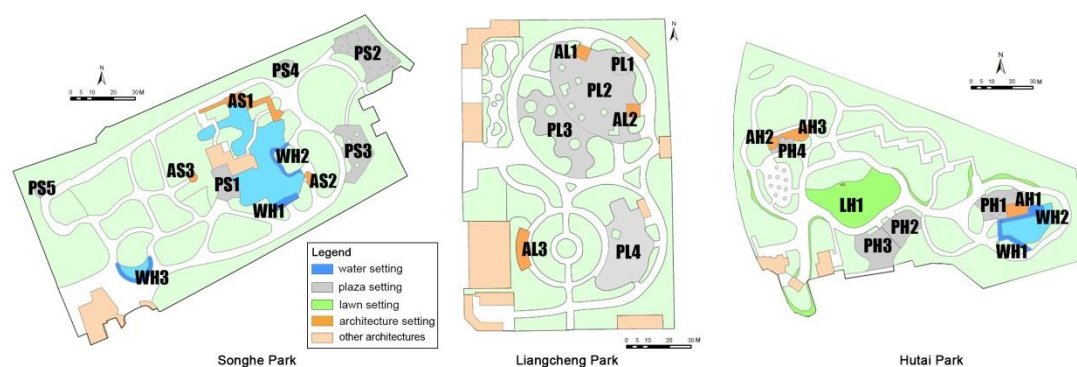 PS2
PS4
N
0 5 10 20 30 M
AS1
PS3
WH2
AS3
PS1
AS2
PS5
WH1
WH3
Legend
water setting
plaza setting
lawn setting
architecture setting
other architectures
Songhe Park
N
AL1
PL1
PL2
AL2
PL3
AL3
PL4
0 5 10 20 30 M
Liangcheng Park
N
0 5 10 20 30 M
AH3
AH2
PH4
LH1
PH1
AH1
PH2
WH2
PH3
WH1
Hutai Park